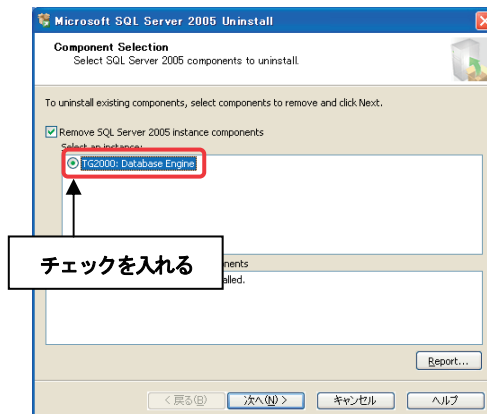 Microsoft SQL Server 2005 Uninstall
Component Selection
Select SQL Server 2005 components to uninstall.
To uninstall existing components, select components to remove and click Next.
Remove SQL Server 2005 instance components
Select an instance:
TG2000: Database Engine
チェックを入れる
nents
alled.
Report...
< 戻る(B)
次へ(N) >
キャンセル
ヘルプ